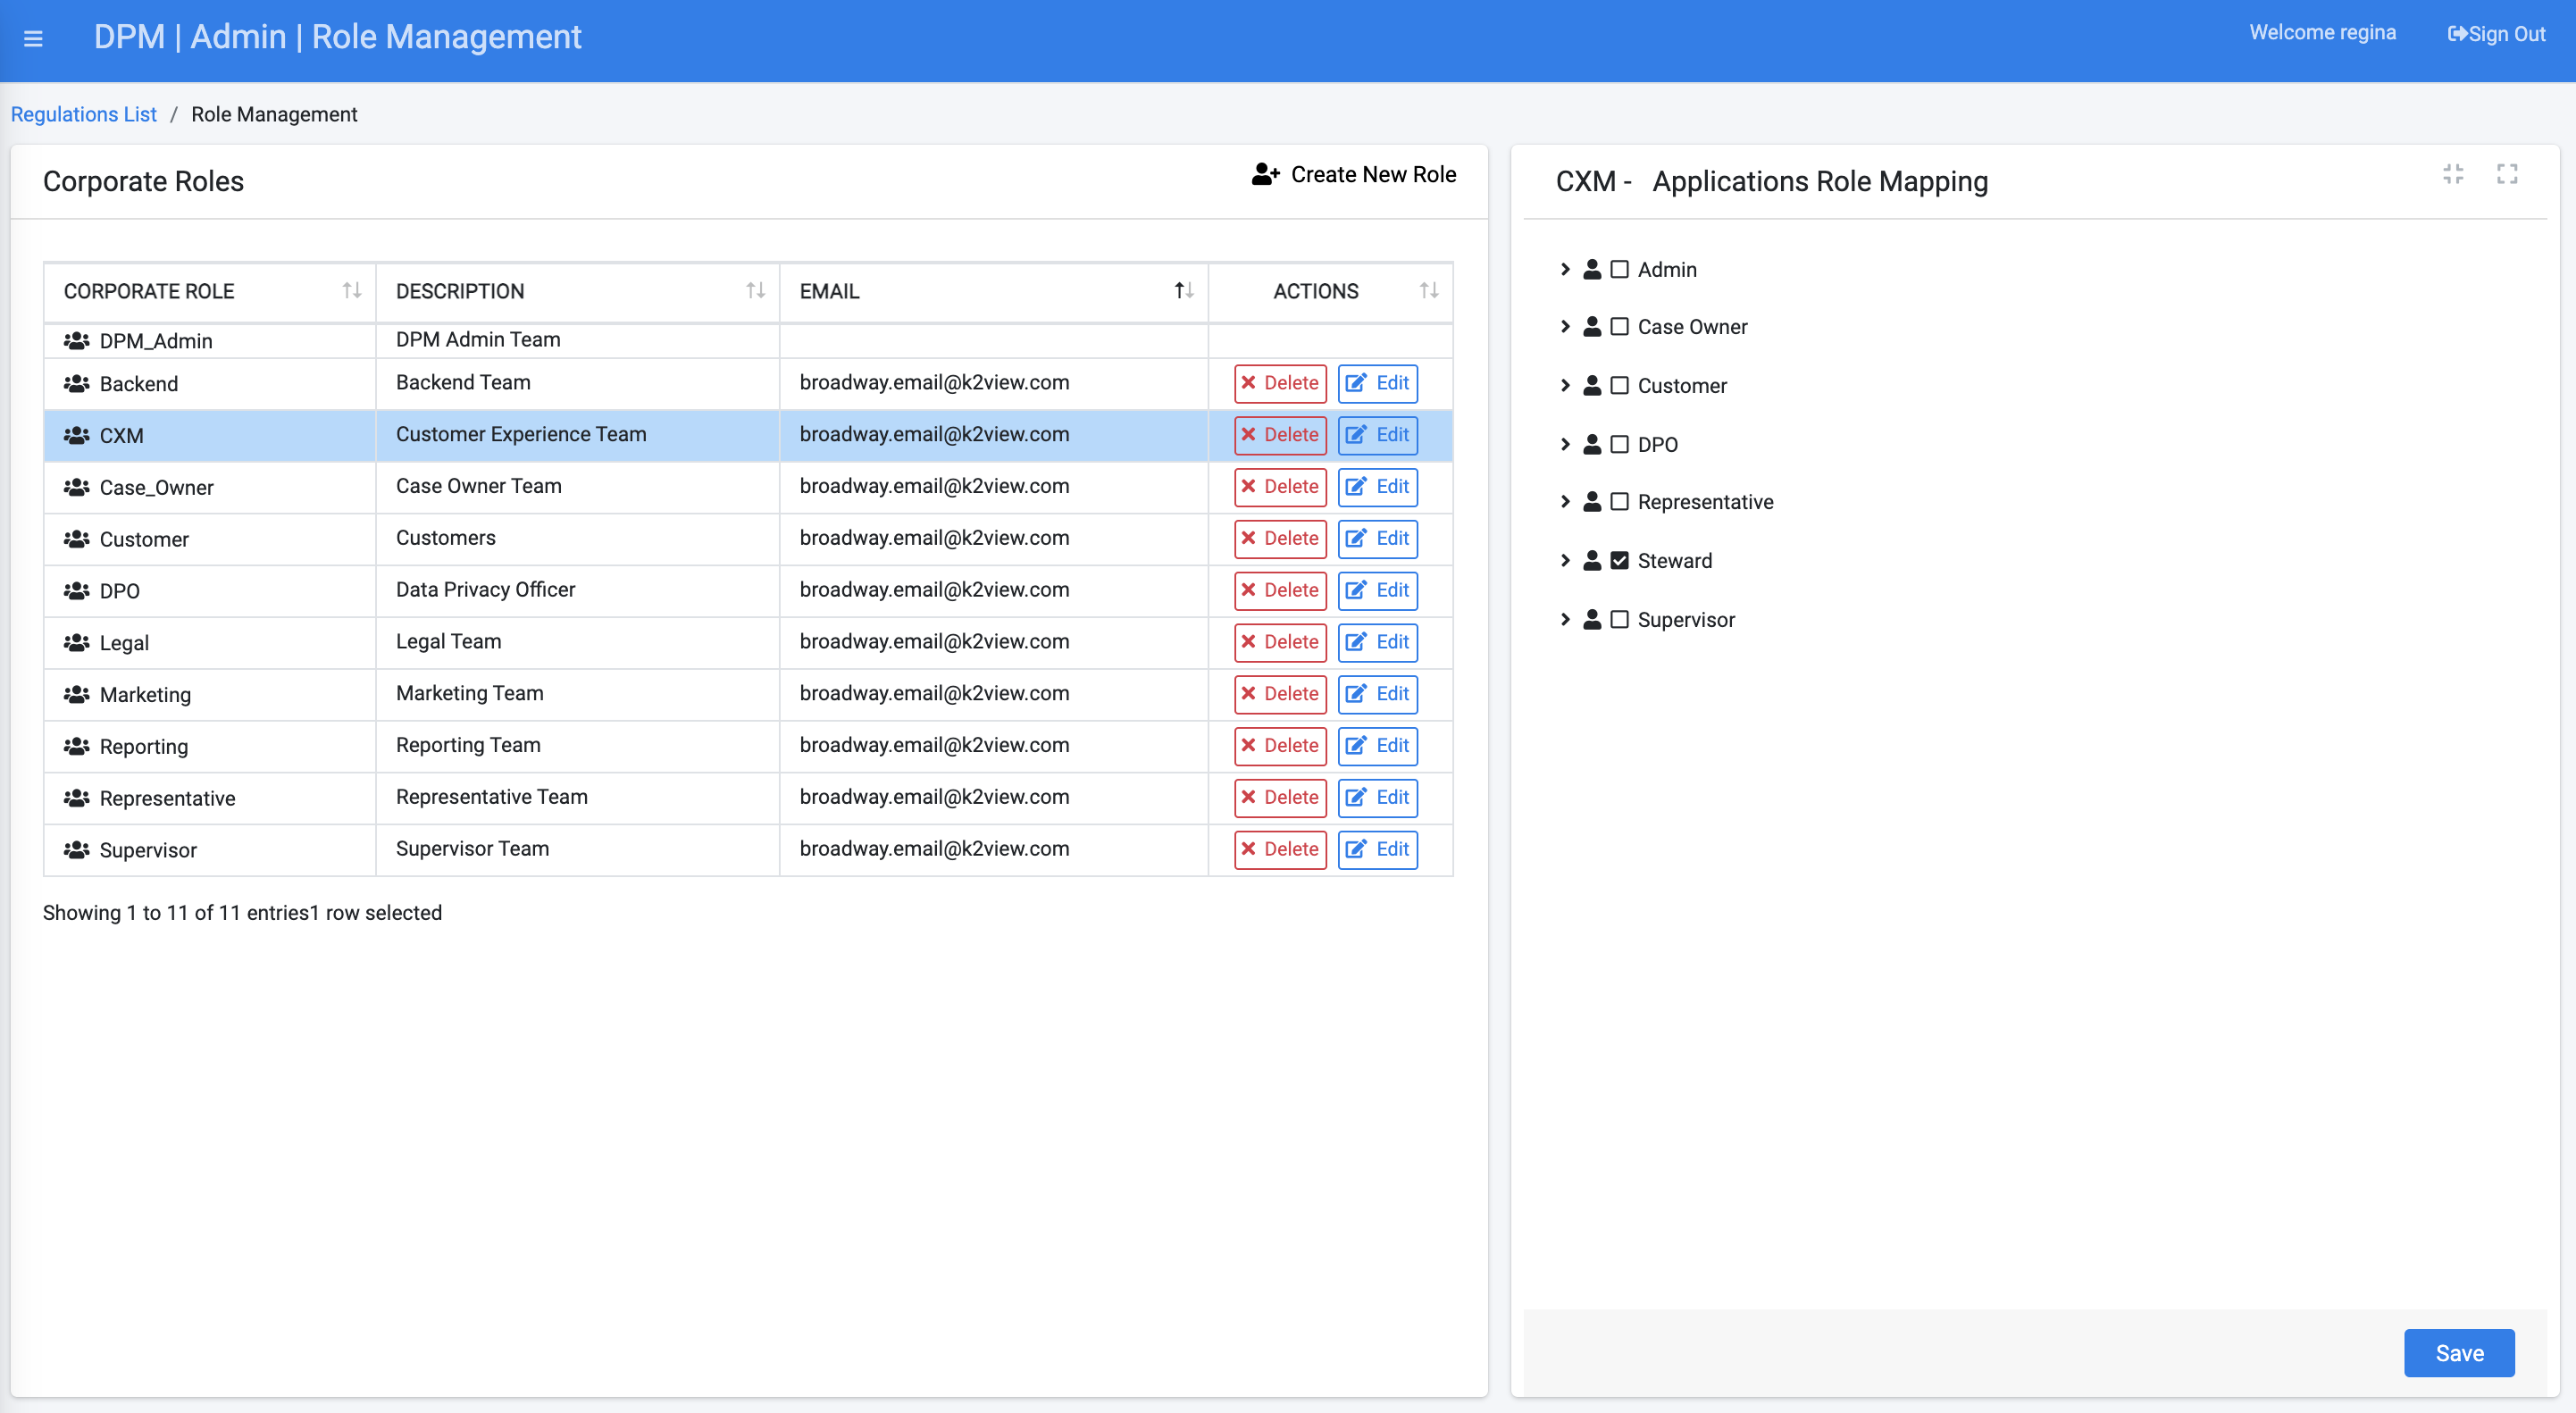 DPM | Admin | Role Management
Welcome regina
Sign Out
Regulations List / Role Management
Corporate Roles
Create New Role
CORPORATE ROLE DESCRIPTION EMAIL ACTIONS
DPM_Admin DPM Admin Team
Backend Backend Team broadway.email@k2view.com Delete Edit
CXM Customer Experience Team broadway.email@k2view.com Delete Edit
Case_Owner Case Owner Team broadway.email@k2view.com Delete Edit
Customer Customers broadway.email@k2view.com Delete Edit
DPO Data Privacy Officer broadway.email@k2view.com Delete Edit
Legal Legal Team broadway.email@k2view.com Delete Edit
Marketing Marketing Team broadway.email@k2view.com Delete Edit
Reporting Reporting Team broadway.email@k2view.com Delete Edit
Representative Representative Team broadway.email@k2view.com Delete Edit
Supervisor Supervisor Team broadway.email@k2view.com Delete Edit
Showing 1 to 11 of 11 entries1 row selected
CXM - Applications Role Mapping
Admin
Case Owner
Customer
DPO
Representative
Steward
Supervisor
Save